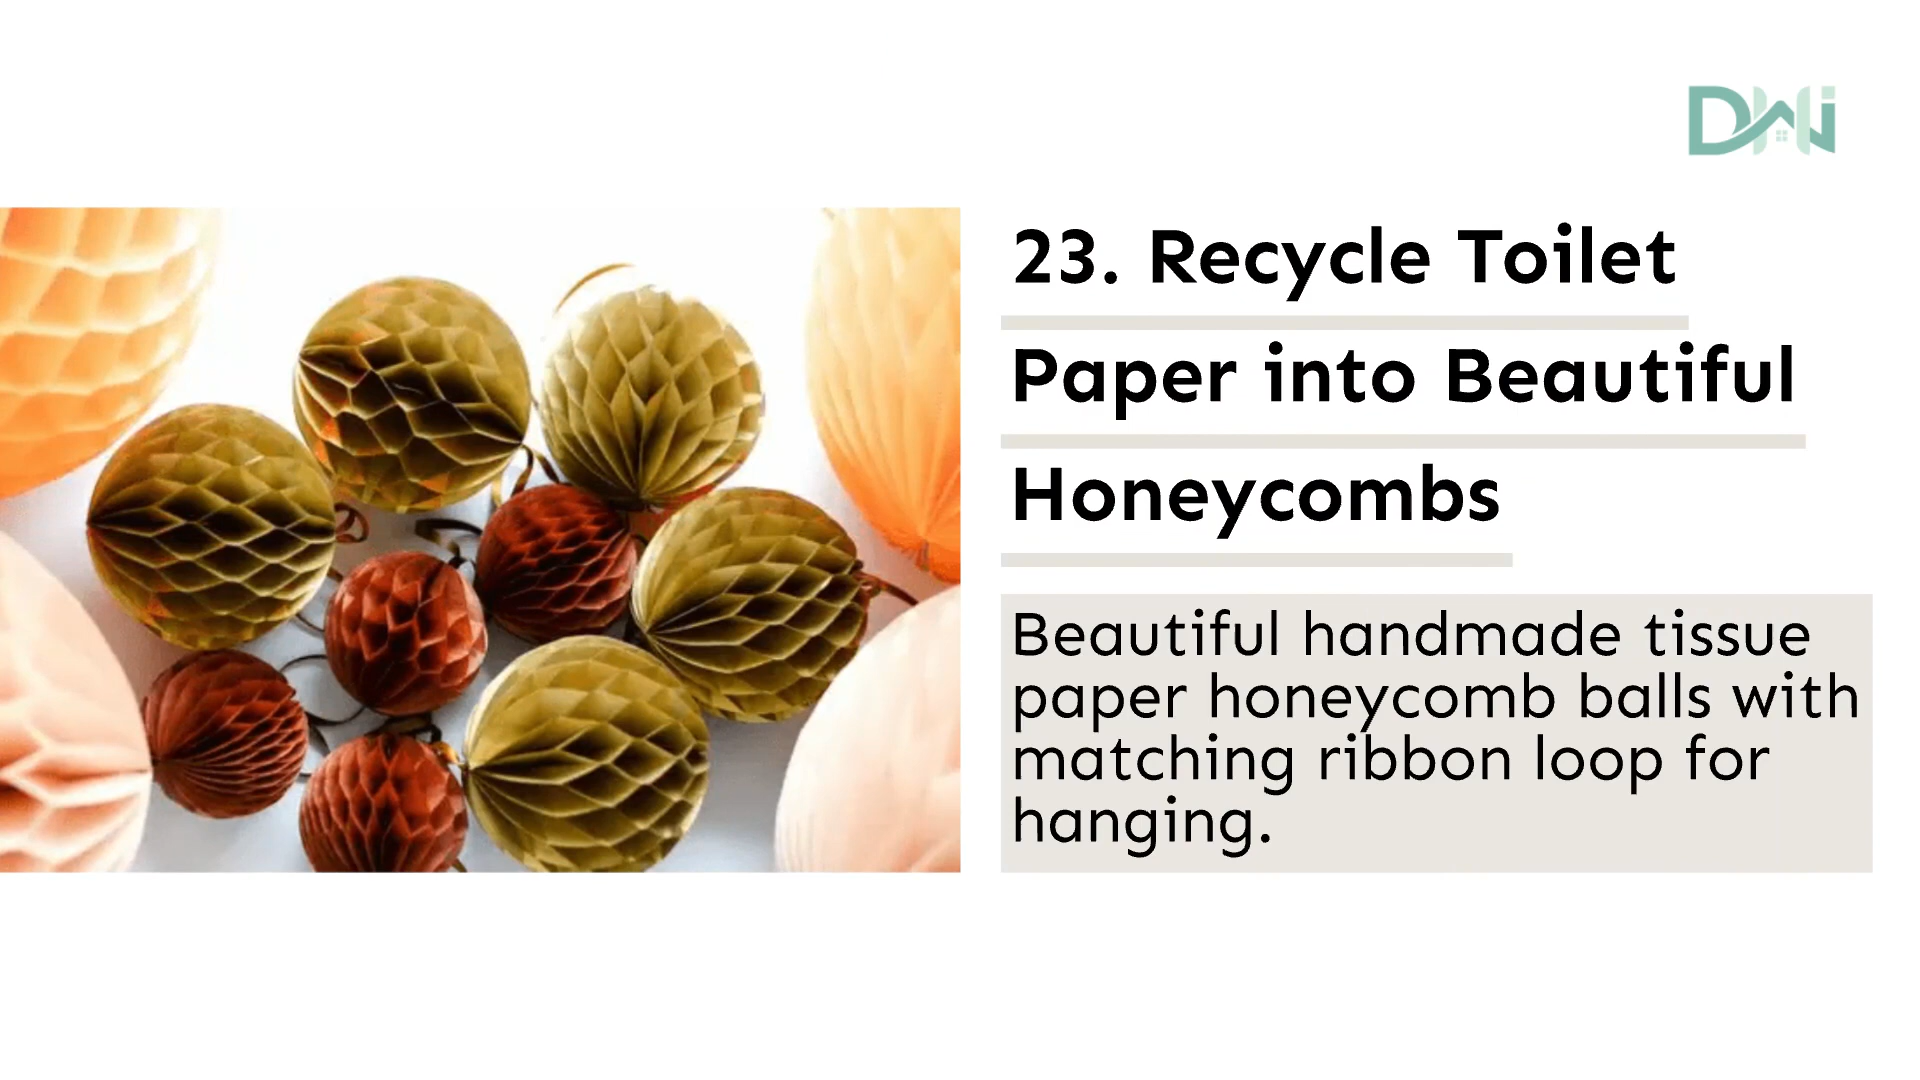 DHI
23. Recycle Toilet
Paper into Beautiful
Honeycombs
Beautiful handmade tissue
paper honeycomb balls with
matching ribbon loop for
hanging.